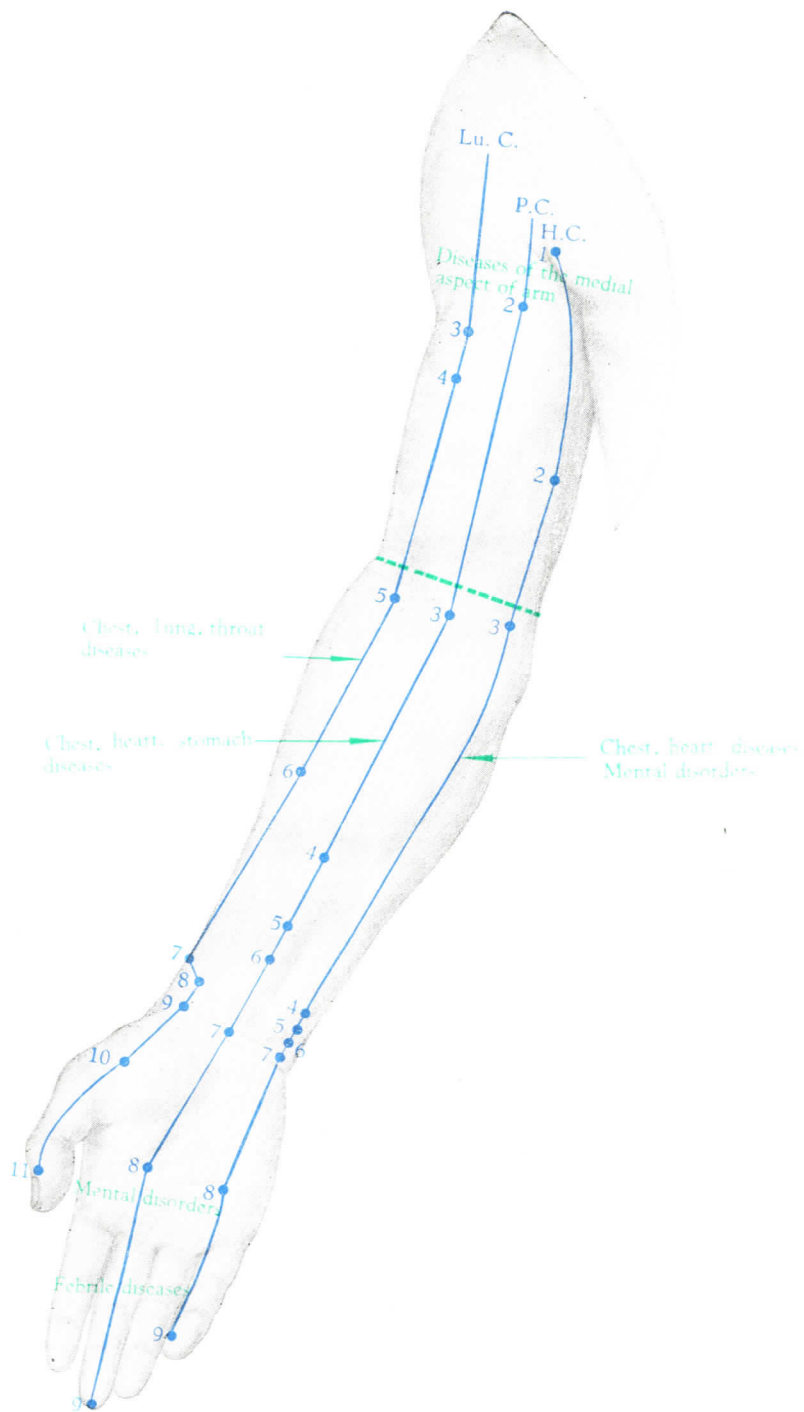 Lu. C.
P.C.
H.C.
1
Diseases of the medial
aspect of arm
2
3
4
2
5
3
3
Chest, lung, throat
diseases
Chest, heart, stomach
diseases
Chest, heart diseases
Mental disorders
6
4
5
7
6
8
9
4
5
6
7
7
10
11
8
8
Mental disorders
Febrile diseases
9
9